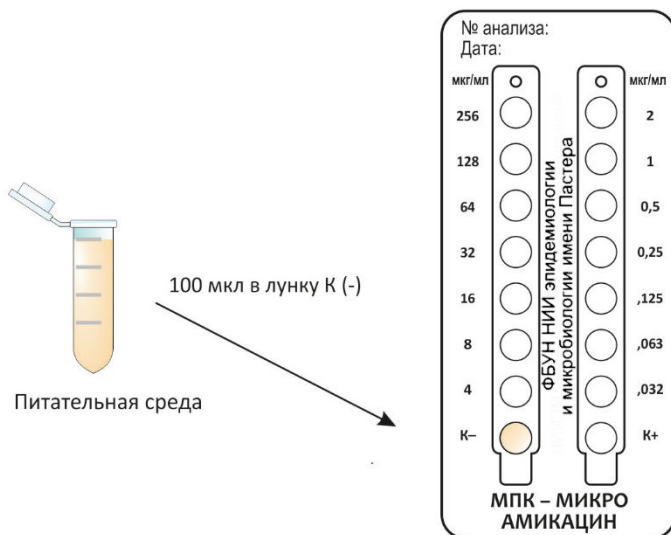 № анализа:
Дата:
мкг/мл
мкг/мл
256
2
128
1
64
0,5
32
0,25
16
,125
8
,063
4
,032
К–
К+
ФБУН НИИ эпидемиологии
и микробиологии имени Пастера
МПК – МИКРО
АМИКАЦИН
100 мкл в лунку К (-)
Питательная среда